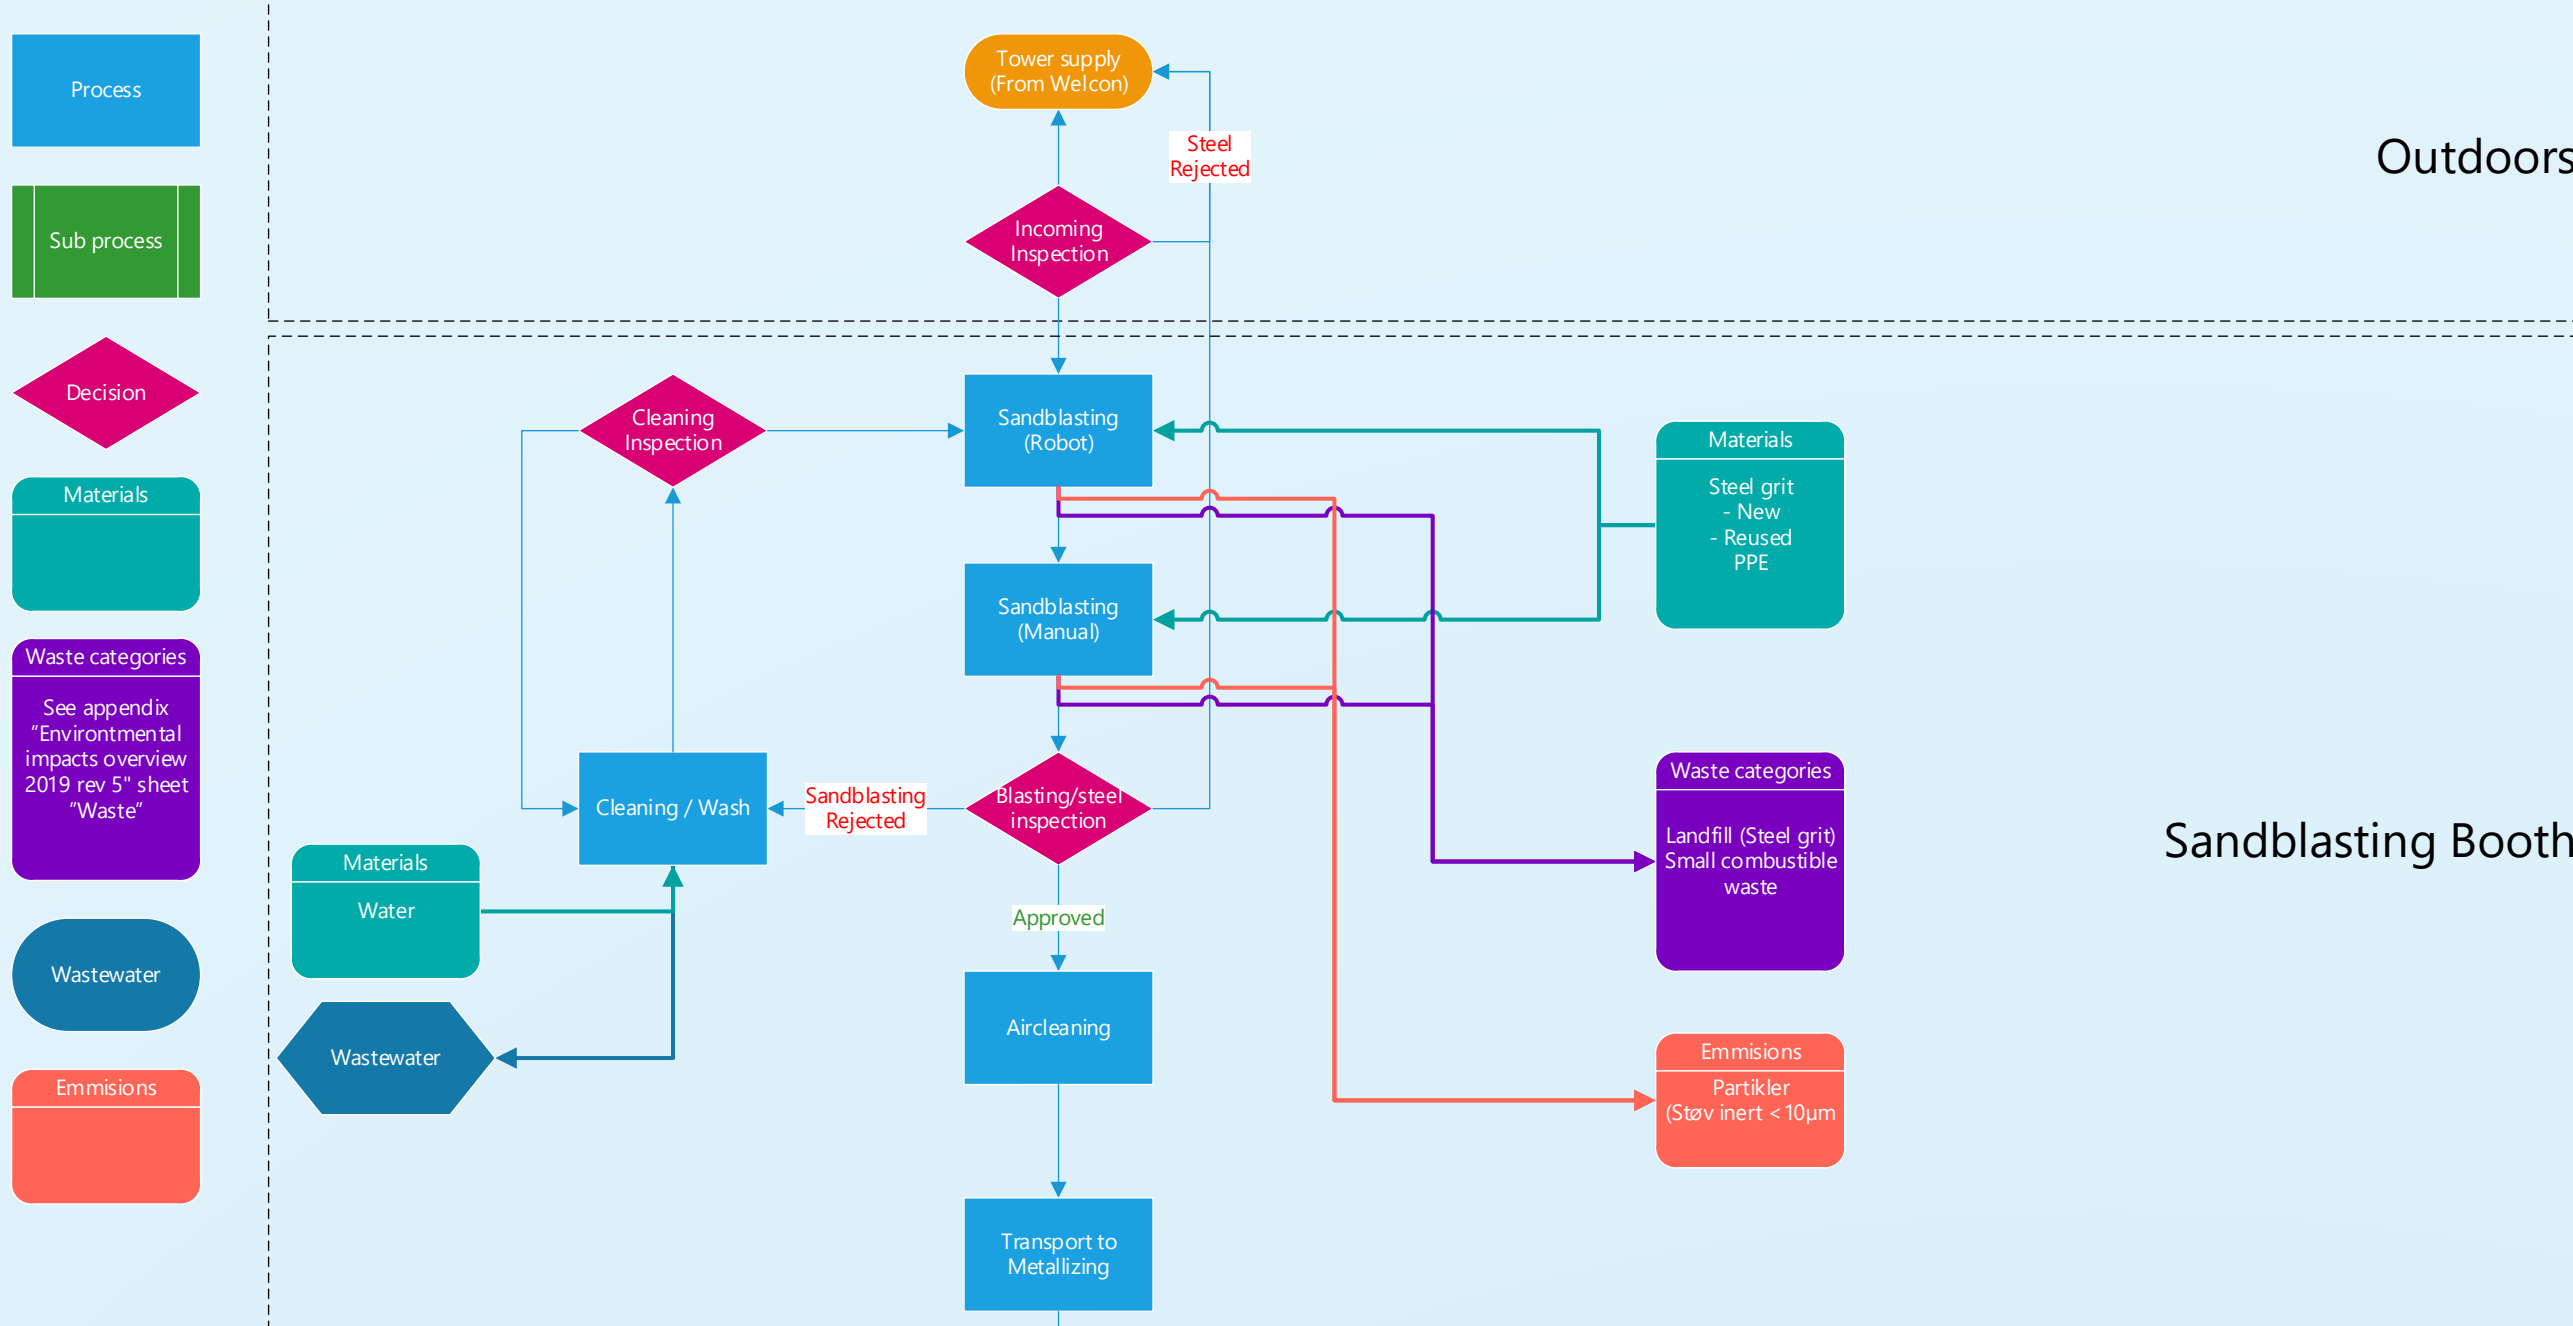 Process
Sub process
Decision
Materials
Waste categories
See appendix
"Environtmental
impacts overview
2019 rev 5" sheet
"Waste"
Wastewater
Emmisions
Tower supply
(From Welcon)
Steel
Rejected
Incoming
Inspection
Outdoors
Cleaning
Inspection
Sandblasting
(Robot)
Materials
Steel grit
- New
- Reused
PPE
Sandblasting
(Manual)
Cleaning / Wash
Sandblasting
Rejected
Blasting/steel
inspection
Waste categories
Landfill (Steel grit)
Small combustible
waste
Sandblasting Booth
Materials
Water
Approved
Wastewater
Aircleaning
Emmisions
Partikler
(Støv inert <10µm
Transport to
Metallizing